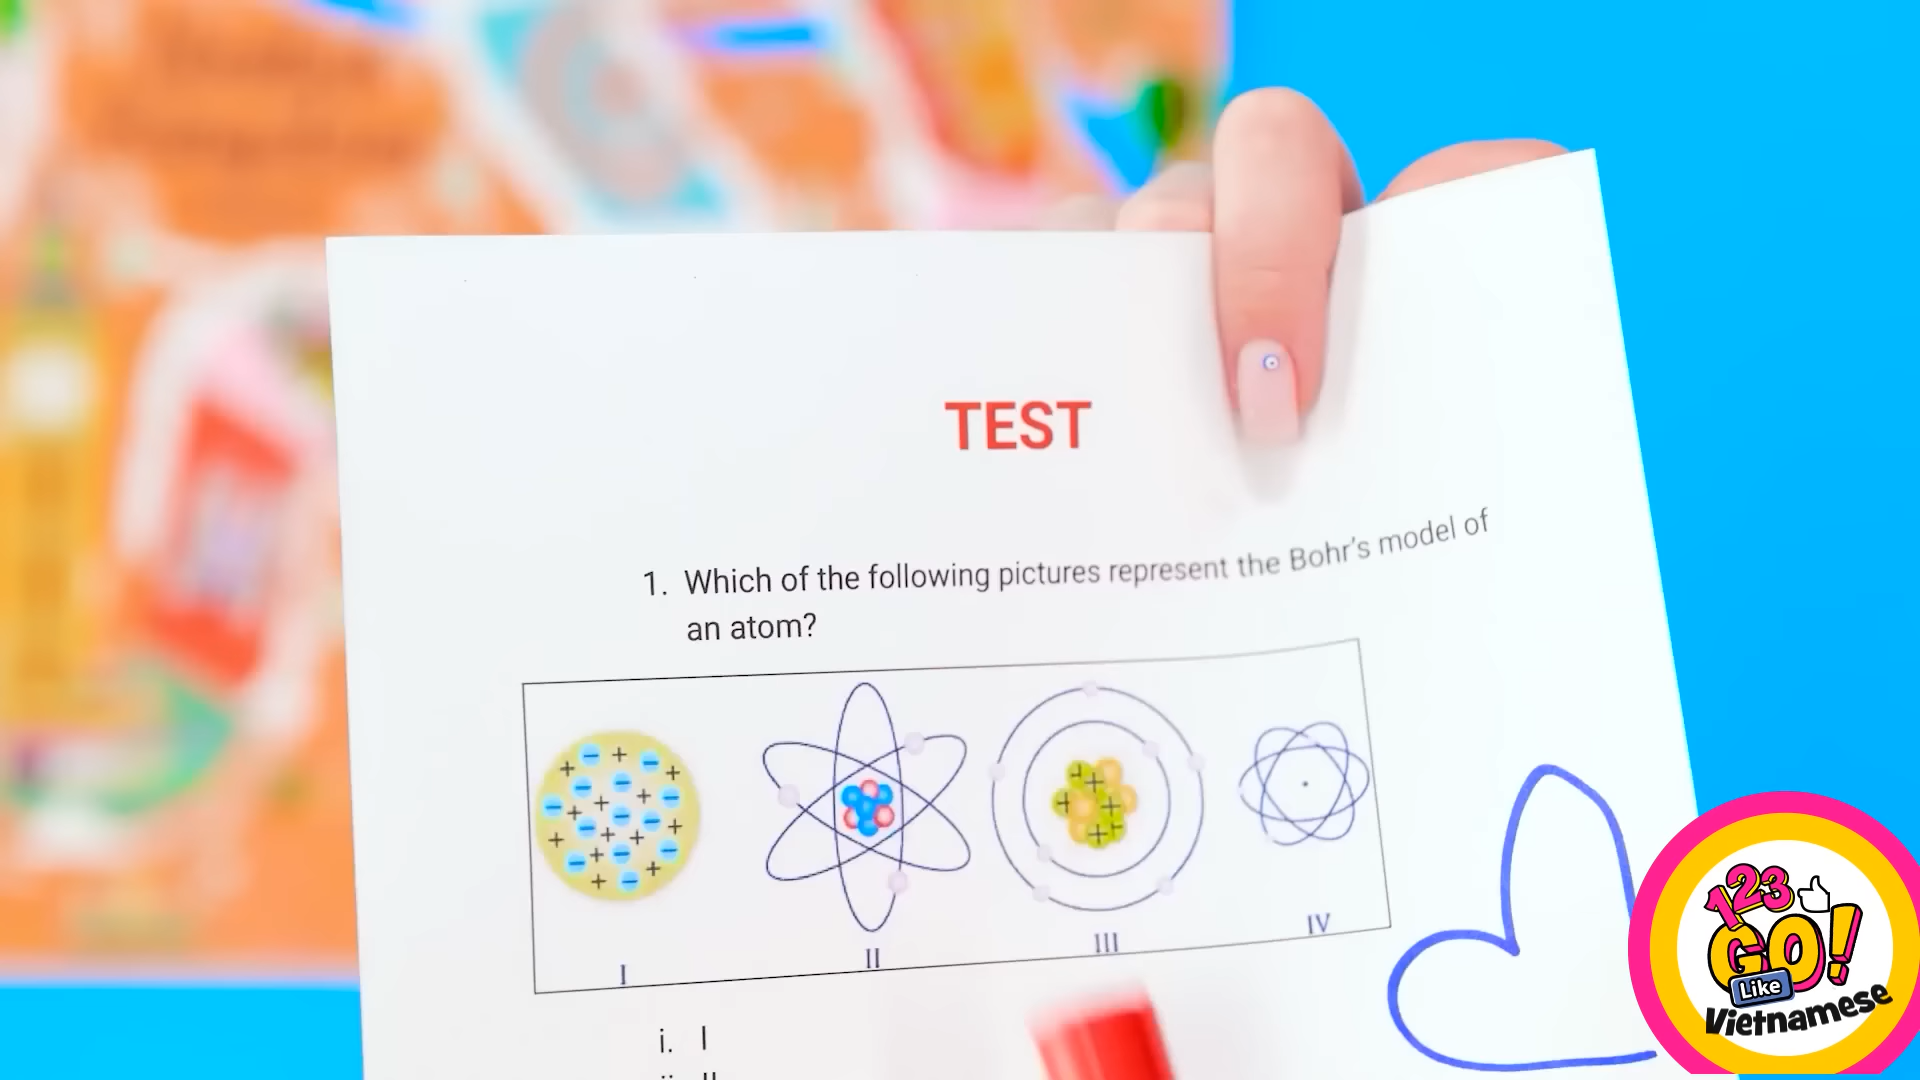 TEST
1. Which of the following pictures represent the Bohr's model of
an atom?
I II III IV
i. I
123
GO!
Like
Vietnamese